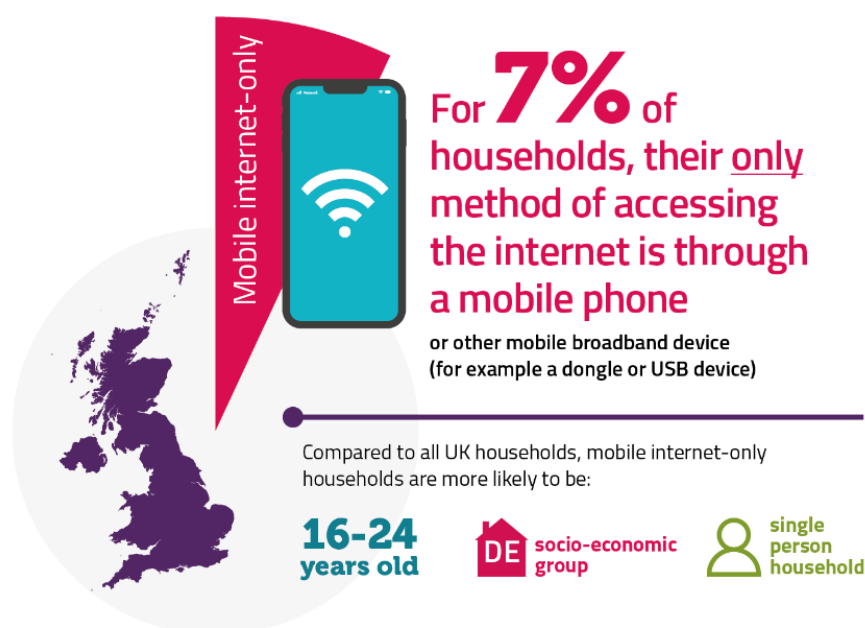 Mobile internet-only
For 7% of
households, their only
method of accessing
the internet is through
a mobile phone
or other mobile broadband device
(for example a dongle or USB device)
Compared to all UK households, mobile internet-only
households are more likely to be:
16-24
years old
DE
socio-economic
group
single
person
household